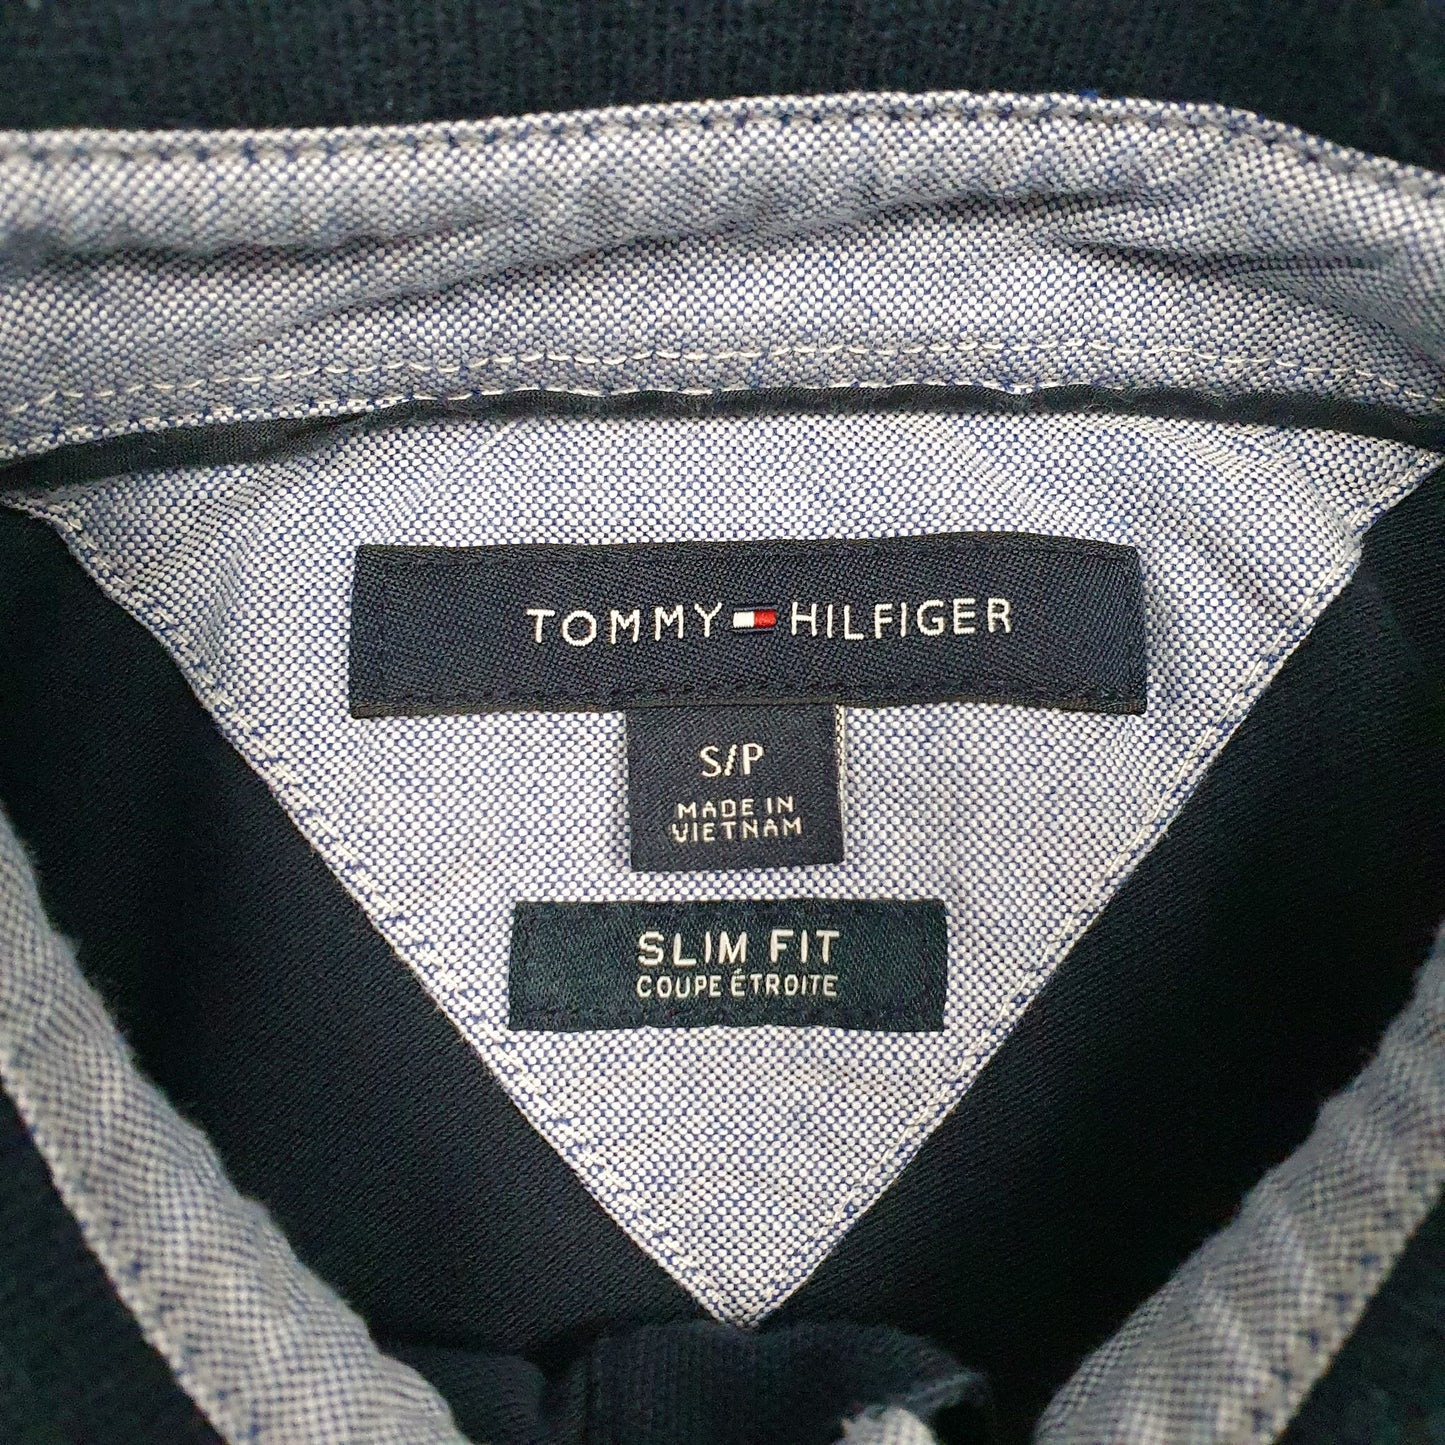 TOMMY HILFIGER
S/P
MADE IN
VIETNAM
SLIM FIT
COUPE ÉTROITE